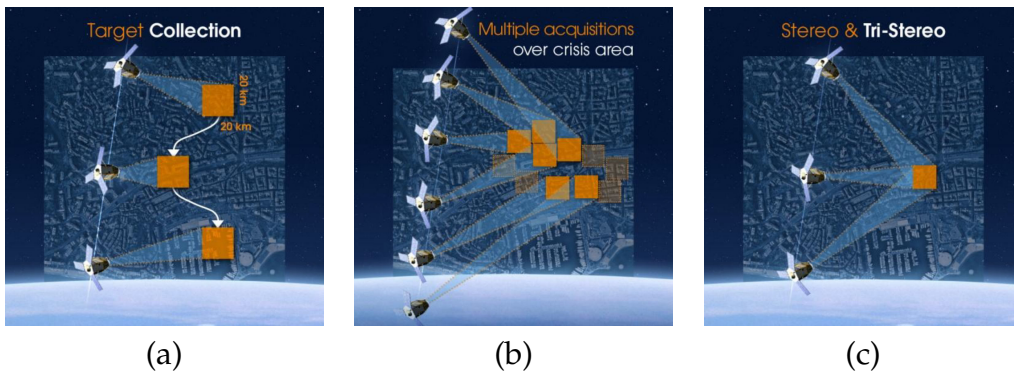 Target Collection
20 km
20 km
Multiple acquisitions
over crisis area
Stereo & Tri-Stereo
(a)
(b)
(c)